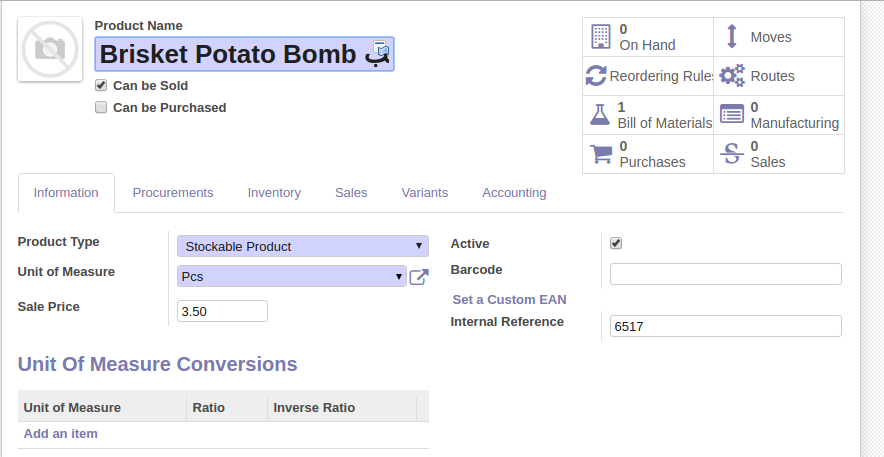 Product Name
Brisket Potato Bomb
Can be Sold
Can be Purchased
0
On Hand
Moves
Reordering Rules
Routes
1
Bill of Materials
0
Manufacturing
0
Purchases
0
Sales
Information Procurements Inventory Sales Variants Accounting
Product Type
Stockable Product
Unit of Measure
Pcs
Sale Price
3.50
Active
Barcode
Set a Custom EAN
Internal Reference
6517
Unit Of Measure Conversions
Unit of Measure Ratio Inverse Ratio
Add an item